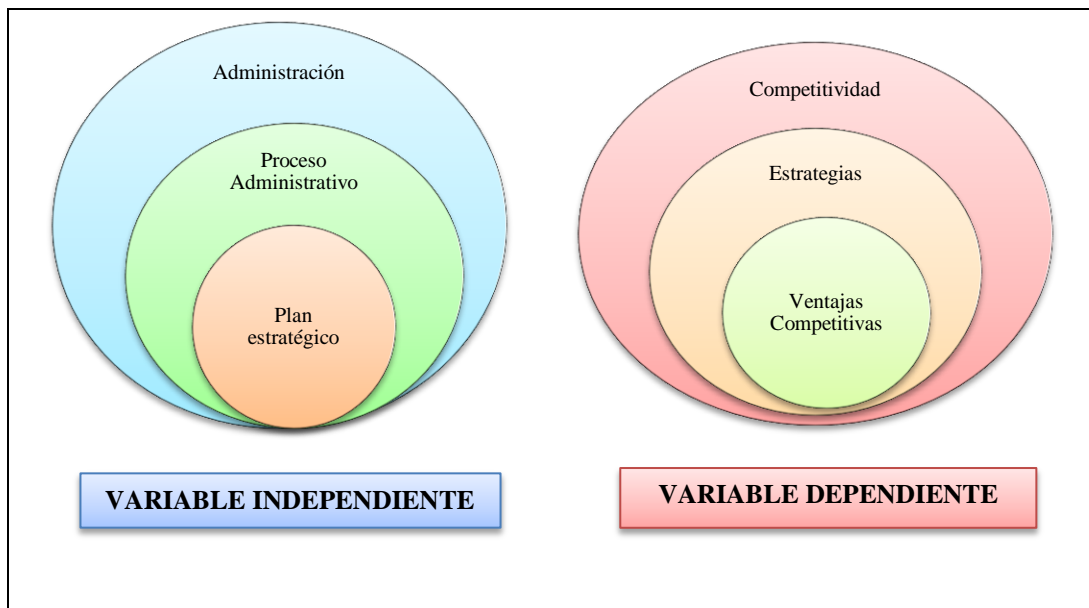 Administración
Proceso
Administrativo
Plan
estratégico
VARIABLE INDEPENDIENTE
Competitividad
Estrategias
Ventajas
Competitivas
VARIABLE DEPENDIENTE